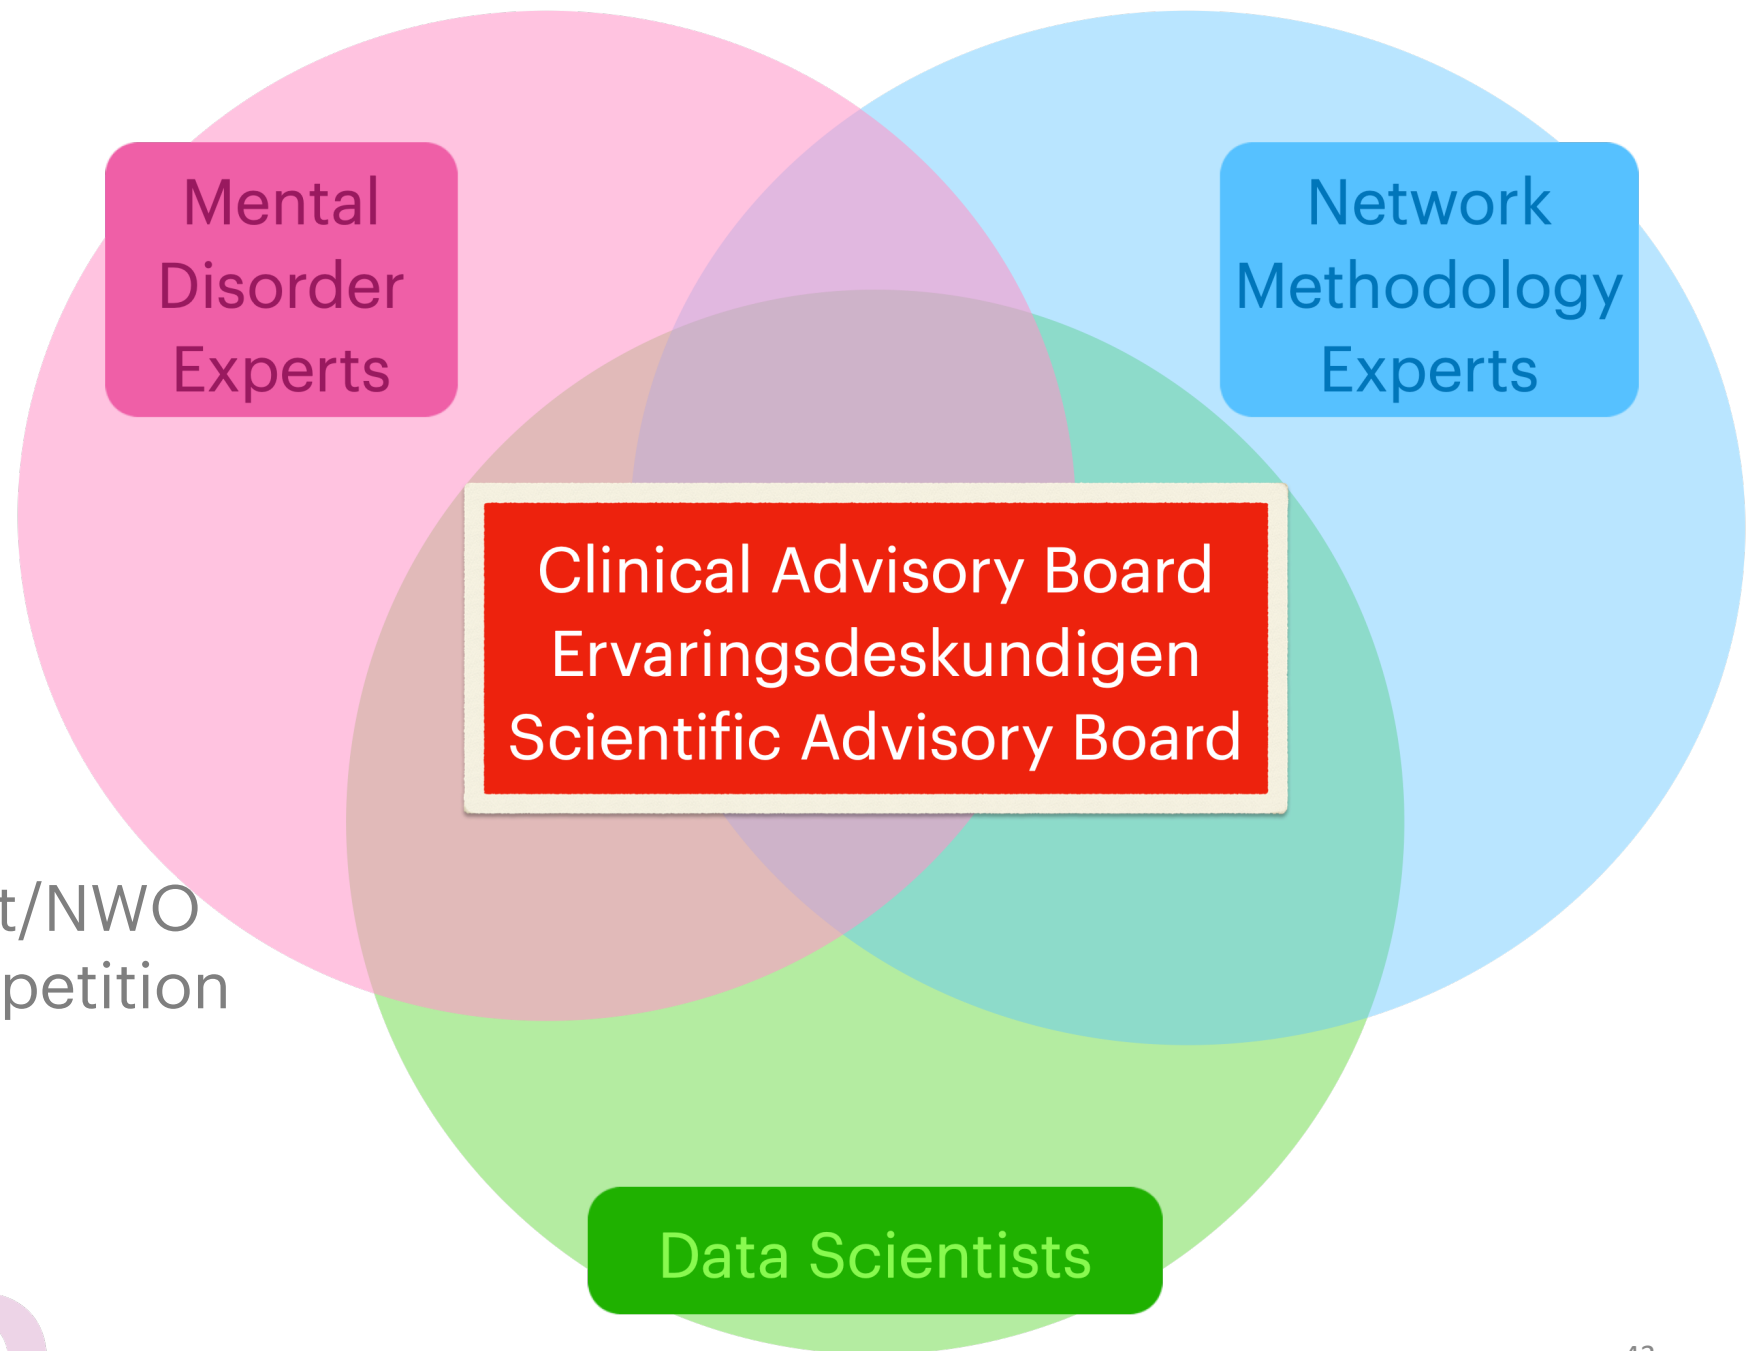 Mental
Disorder
Experts
Network
Methodology
Experts
Clinical Advisory Board
Ervaringsdeskundigen
Scientific Advisory Board
t/NWO
petition
Data Scientists